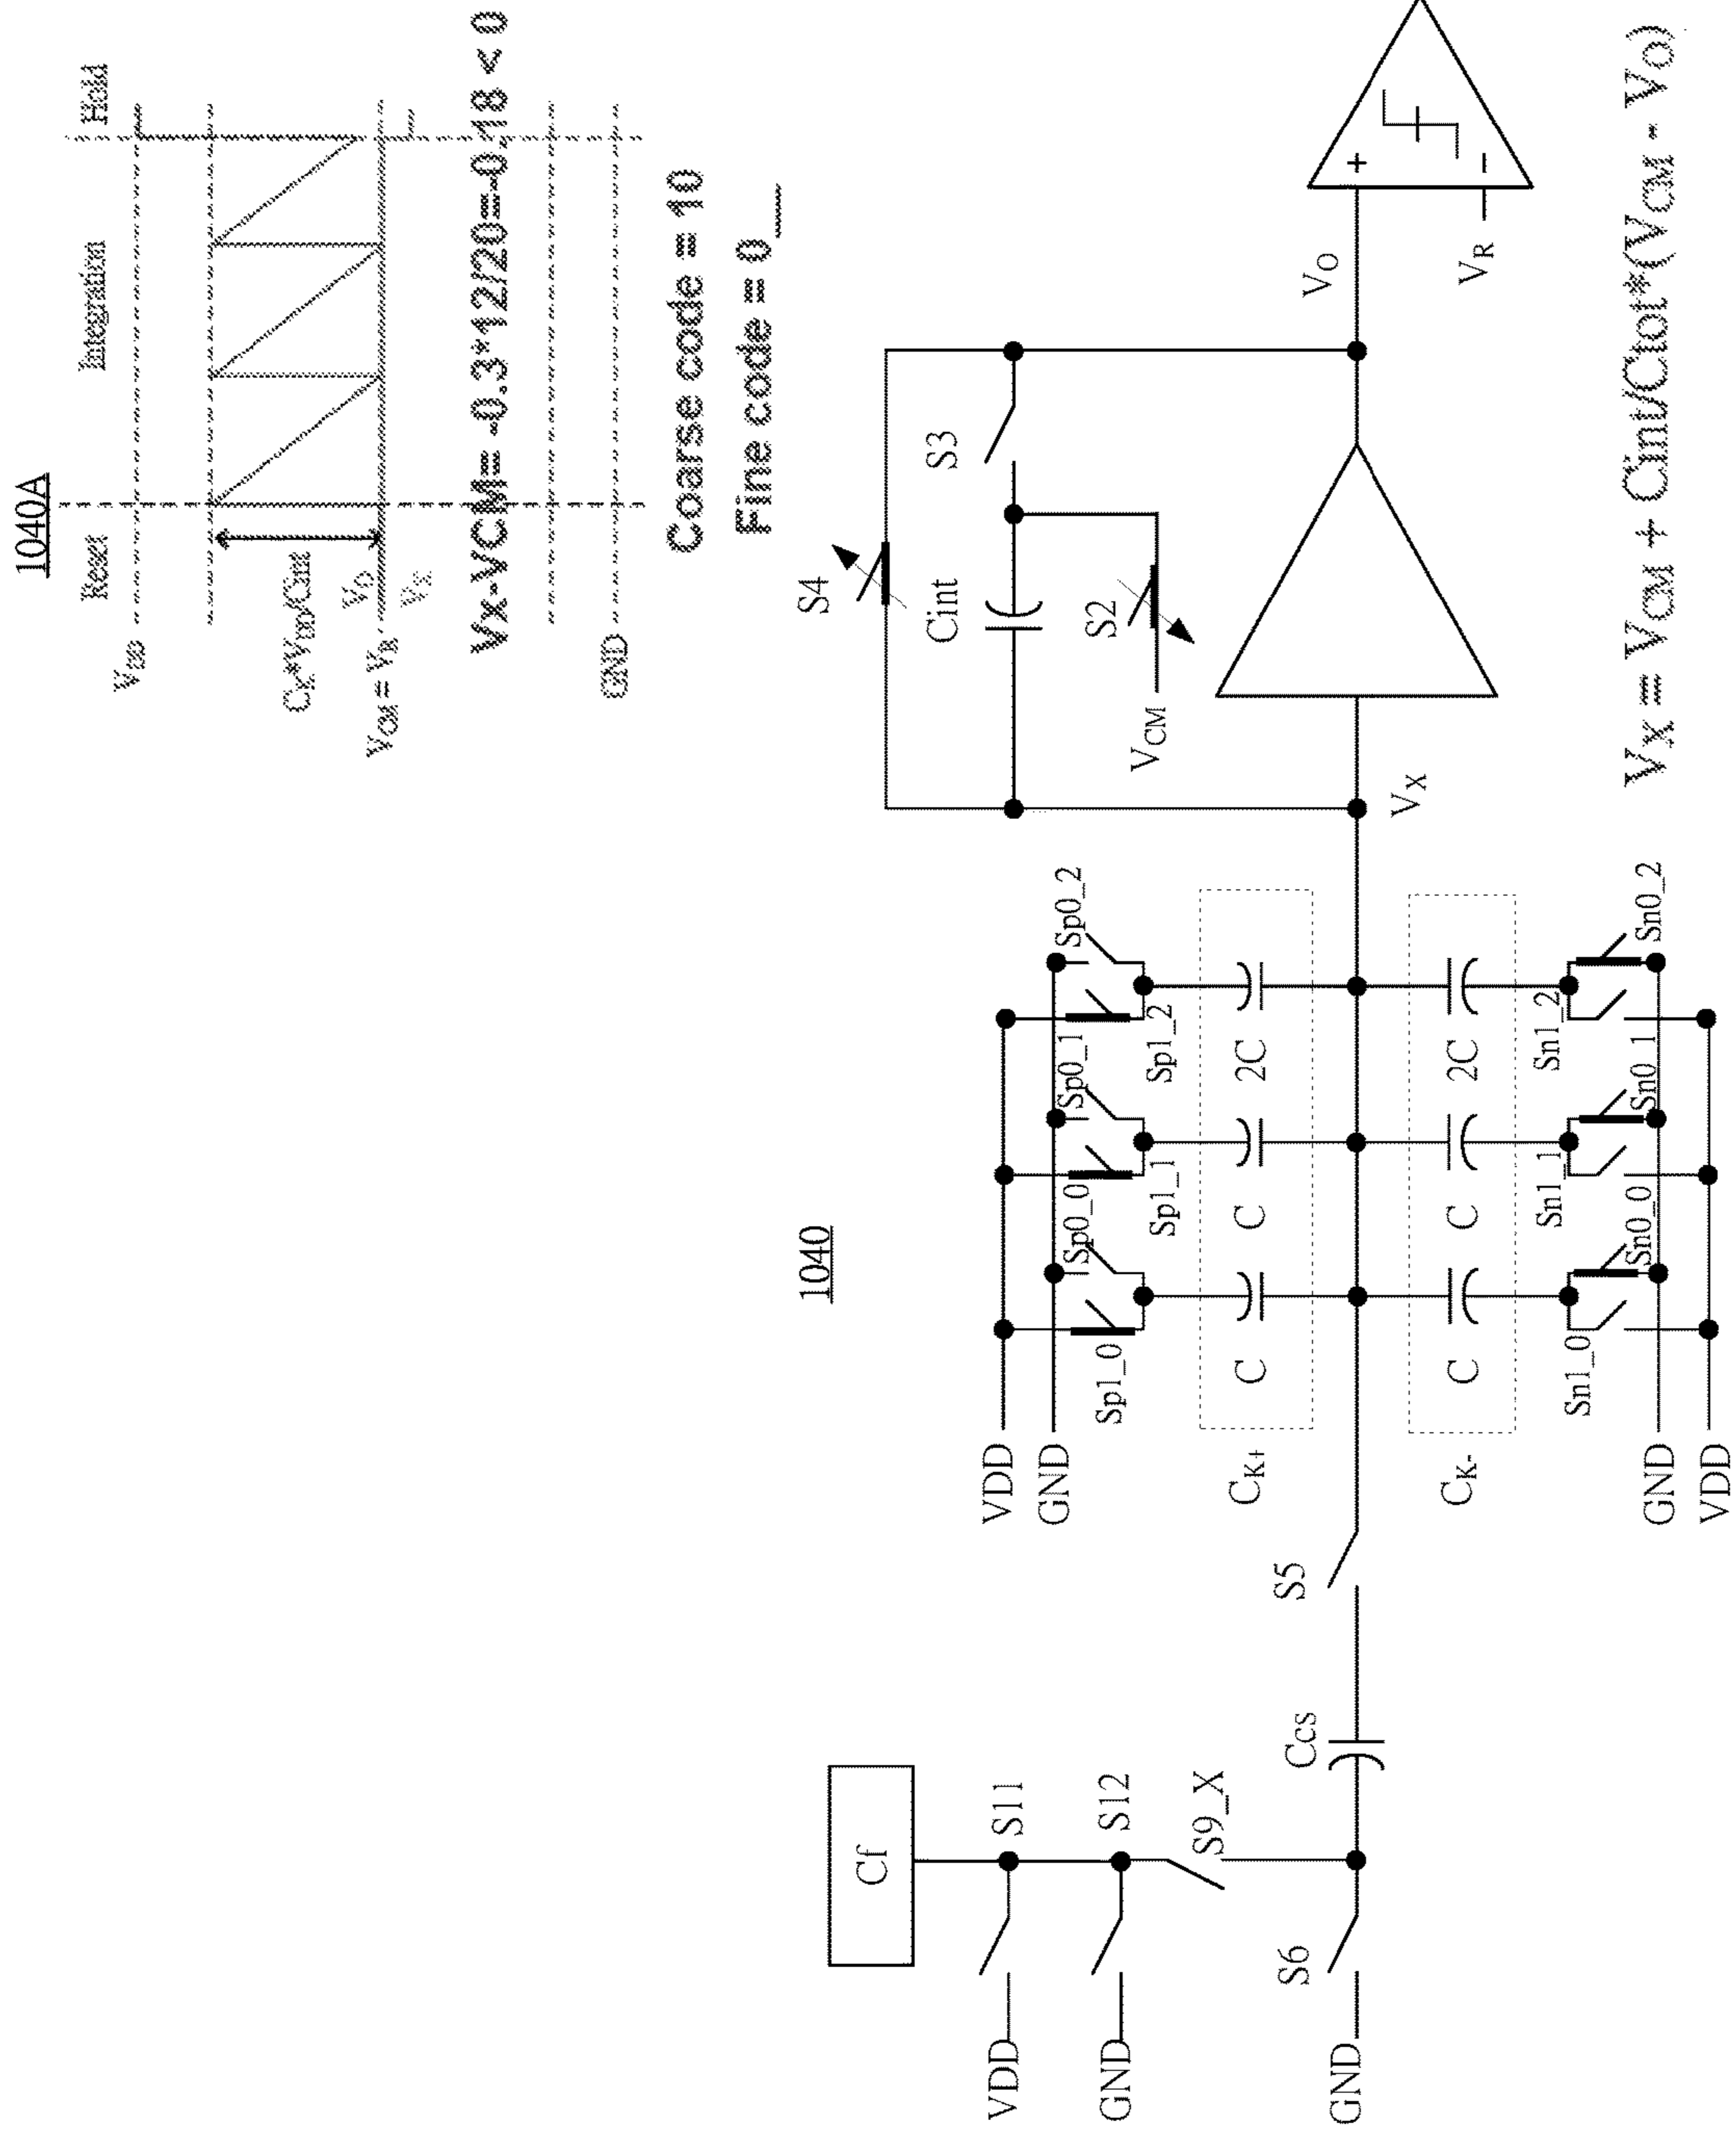 1040A
Reset
Integration
Hold
VDD
CK*VDD/Cint
VO
VCM = VR
VX
Vx-VCM= -0.3*12/20=-0.18 < 0
GND
Coarse code = 10
Fine code = 0__
1040
S4
S3
Cint
S2
VCM
VX
VO
VR
+
−
VX = VCM + Cint/Ctot*(VCM - VO)
VDD
GND
Sp0_0
Sp0_1
Sp0_2
Sp1_0
Sp1_1
Sp1_2
CK+
C
C
2C
CK-
C
C
2C
Sn1_0
Sn1_1
Sn1_2
Sn0_0
Sn0_1
Sn0_2
GND
VDD
S5
Ccs
Cf
VDD
S11
GND
S12
S9_X
GND
S6